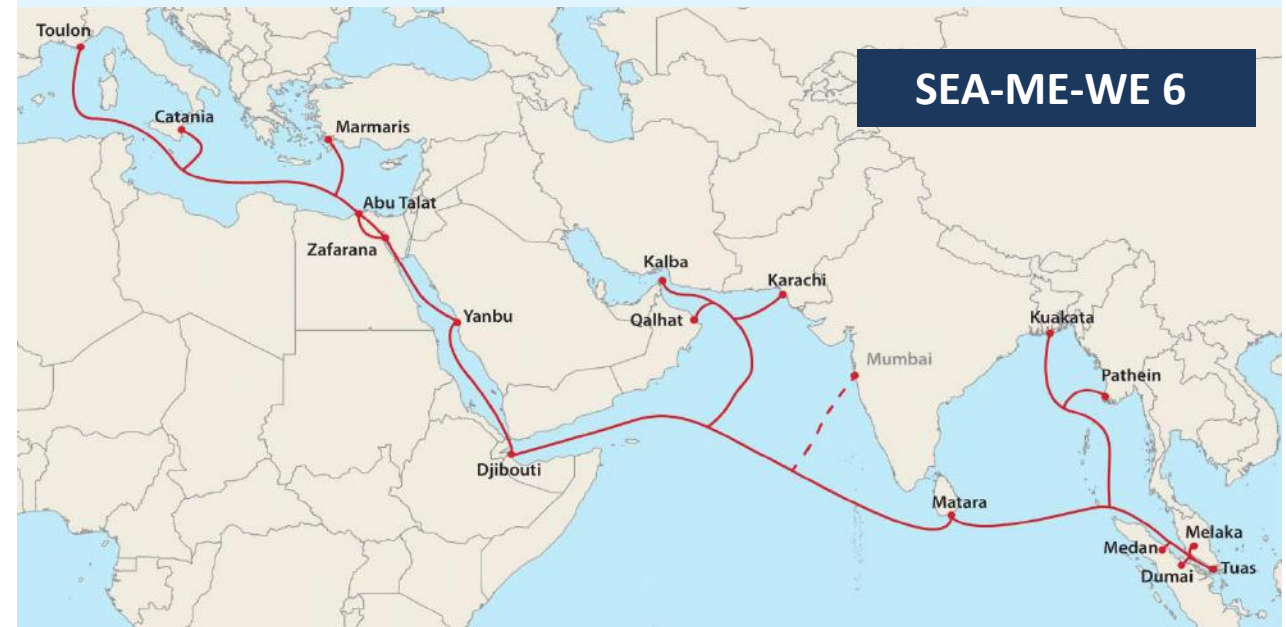 SEA-ME-WE 6
Toulon
Catania
Marmaris
Abu Talat
Zafarana
Yanbu
Djibouti
Kalba
Qalhat
Karachi
Mumbai
Matara
Kuakata
Pathein
Medan
Melaka
Dumai
Tuas